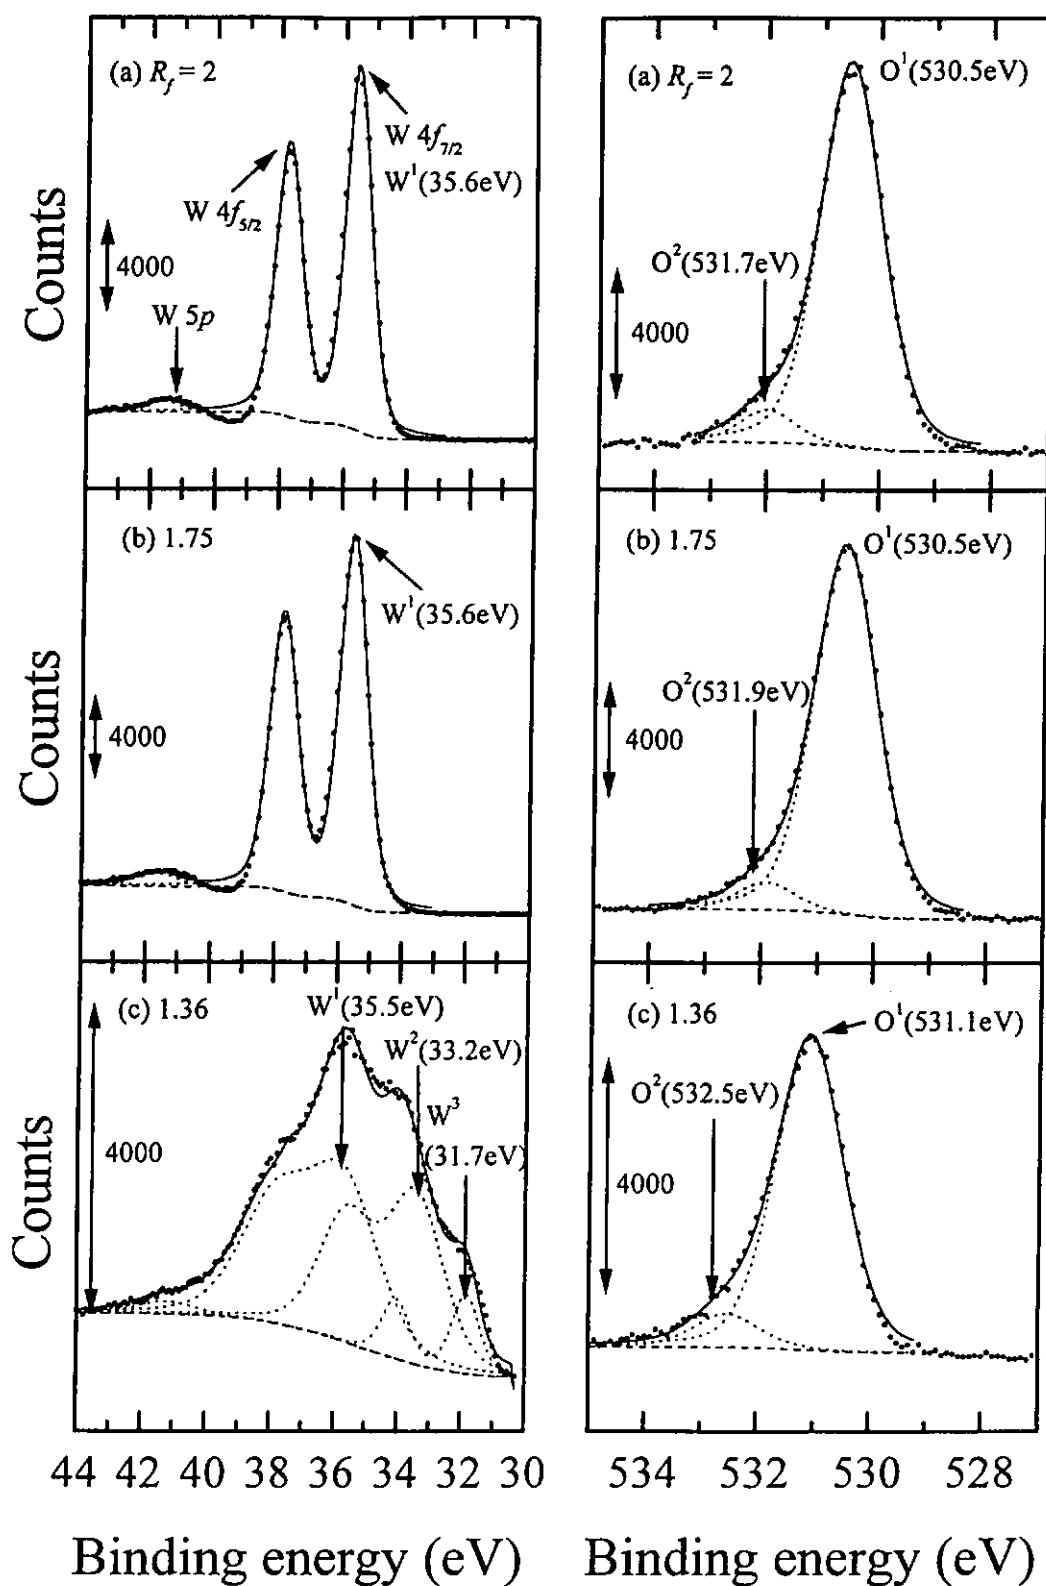 (a) R_f = 2
W 4f_7/2
W^1(35.6eV)
W 4f_5/2
4000
W 5p
Counts
(a) R_f = 2
O^1(530.5eV)
O^2(531.7eV)
4000
(b) 1.75
W^1(35.6eV)
4000
Counts
(b) 1.75
O^1(530.5eV)
O^2(531.9eV)
4000
(c) 1.36
W^1(35.5eV)
W^2(33.2eV)
W^3
(31.7eV)
4000
Counts
(c) 1.36
O^1(531.1eV)
O^2(532.5eV)
4000
44 42 40 38 36 35 34 33 32 30
534 532 530 528
Binding energy (eV)
Binding energy (eV)